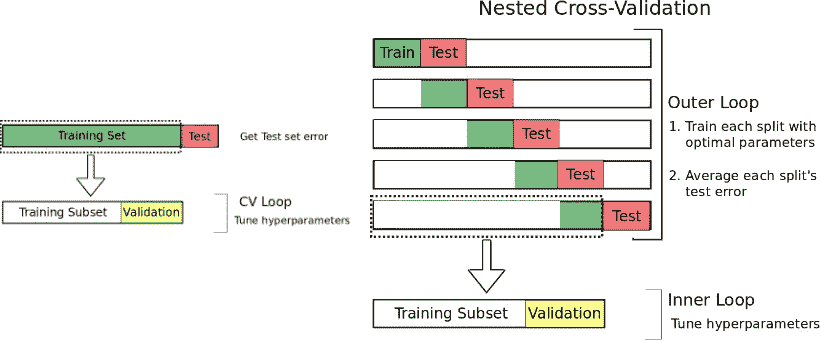 Nested Cross-Validation
Training Set
Test
Get Test set error
Training Subset
Validation
CV Loop
Tune hyperparameters
Train
Test
Test
Test
Test
Test
Outer Loop
1. Train each split with
optimal parameters
2. Average each split's
test error
Training Subset
Validation
Inner Loop
Tune hyperparameters